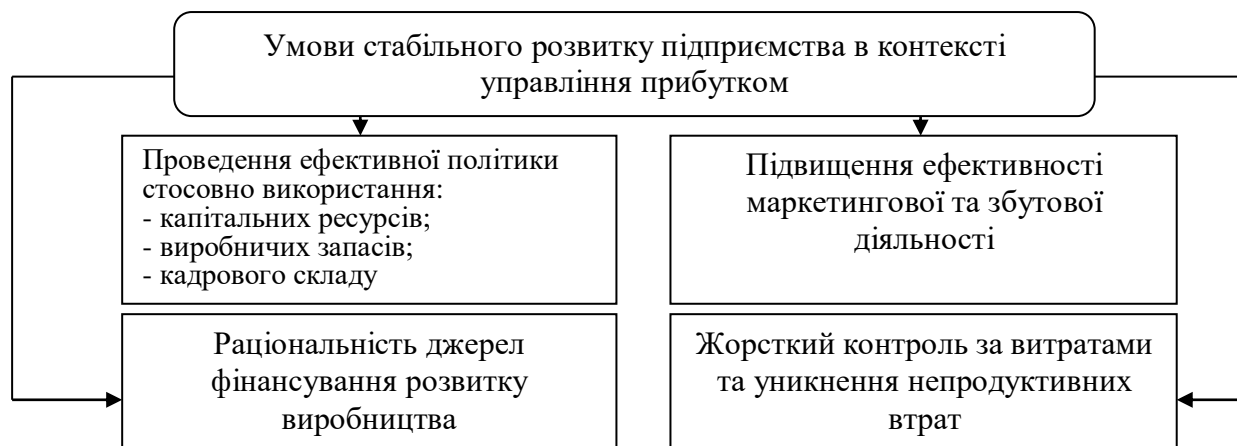 Умови стабільного розвитку підприємства в контексті
управління прибутком
Проведення ефективної політики
стосовно використання:
- капітальних ресурсів;
- виробничих запасів;
- кадрового складу
Підвищення ефективності
маркетингової та збутової
діяльності
Раціональність джерел
фінансування розвитку
виробництва
Жорсткий контроль за витратами
та уникнення непродуктивних
втрат